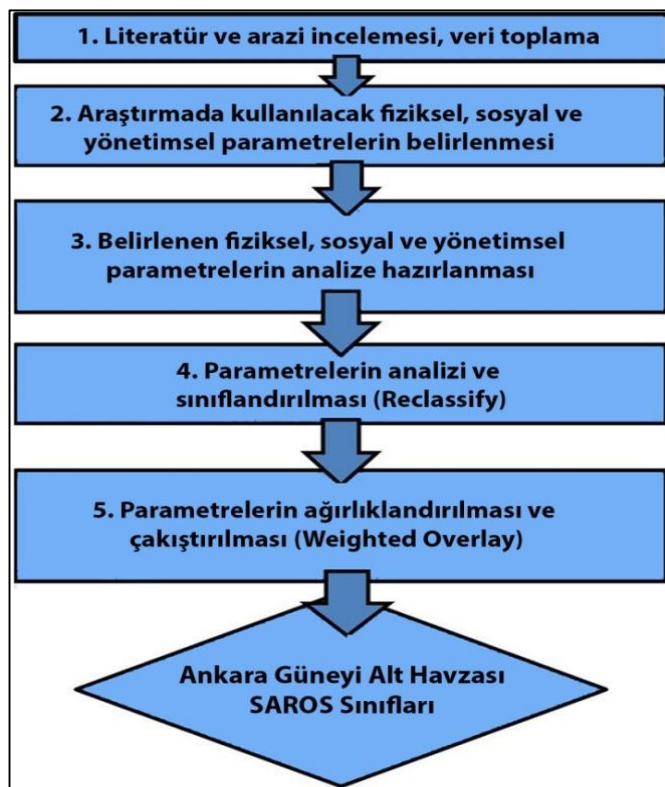 1. Literatür ve arazi incelemesi, veri toplama
2. Araştırmada kullanılacak fiziksel, sosyal ve
yönetimsel parametrelerin belirlenmesi
3. Belirlenen fiziksel, sosyal ve yönetimsel
parametrelerin analize hazırlanması
4. Parametrelerin analizi ve
sınıflandırılması (Reclassify)
5. Parametrelerin ağırlıklandırılması ve
çakıştırılması (Weighted Overlay)
Ankara Güneyi Alt Havzası
SAROS Sınıfları